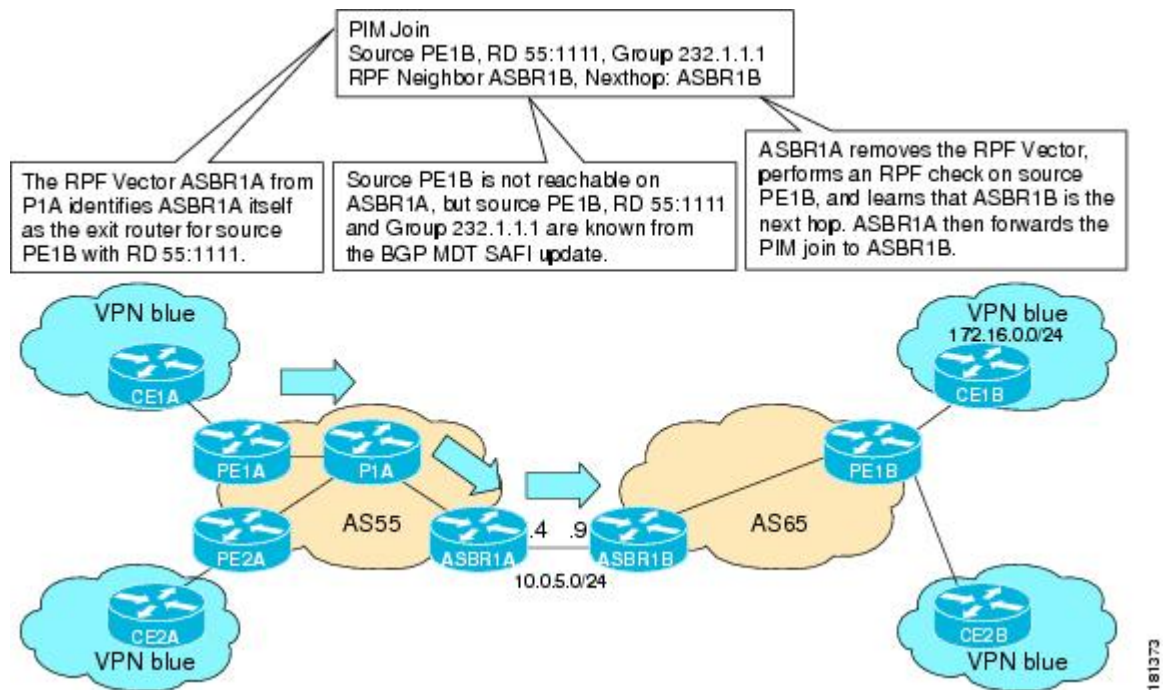 PIM Join
Source PE1B, RD 55:1111, Group 232.1.1.1
RPF Neighbor ASBR1B, Nexthop: ASBR1B
The RPF Vector ASBR1A from
P1A identifies ASBR1A itself
as the exit router for source
PE1B with RD 55:1111.
Source PE1B is not reachable on
ASBR1A, but source PE1B, RD 55:1111
and Group 232.1.1.1 are known from
the BGP MDT SAFI update.
ASBR1A removes the RPF Vector,
performs an RPF check on source
PE1B, and learns that ASBR1B is the
next hop. ASBR1A then forwards the
PIM join to ASBR1B.
VPN blue
CE1A
VPN blue
172.16.0.0/24
CE1B
PE1A
P1A
PE1B
AS55
AS65
PE2A
ASBR1A
.4
.9
ASBR1B
10.0.5.0/24
CE2A
VPN blue
CE2B
VPN blue
181373